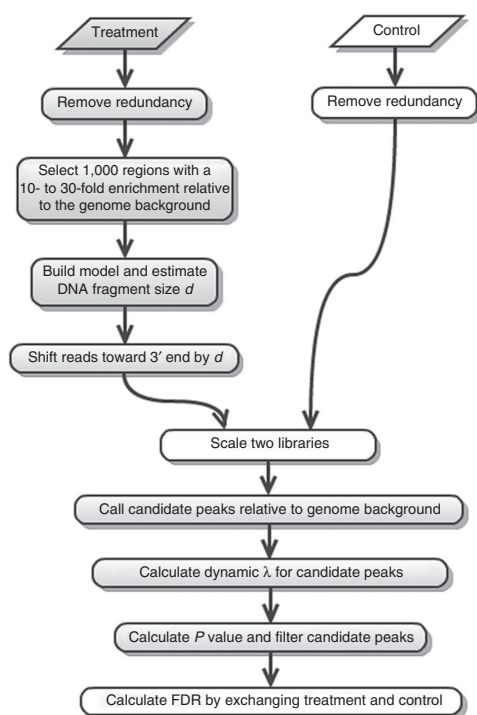 Treatment
Control
Remove redundancy
Remove redundancy
Select 1,000 regions with a
10- to 30-fold enrichment relative
to the genome background
Build model and estimate
DNA fragment size d
Shift reads toward 3′ end by d
Scale two libraries
Call candidate peaks relative to genome background
Calculate dynamic λ for candidate peaks
Calculate P value and filter candidate peaks
Calculate FDR by exchanging treatment and control